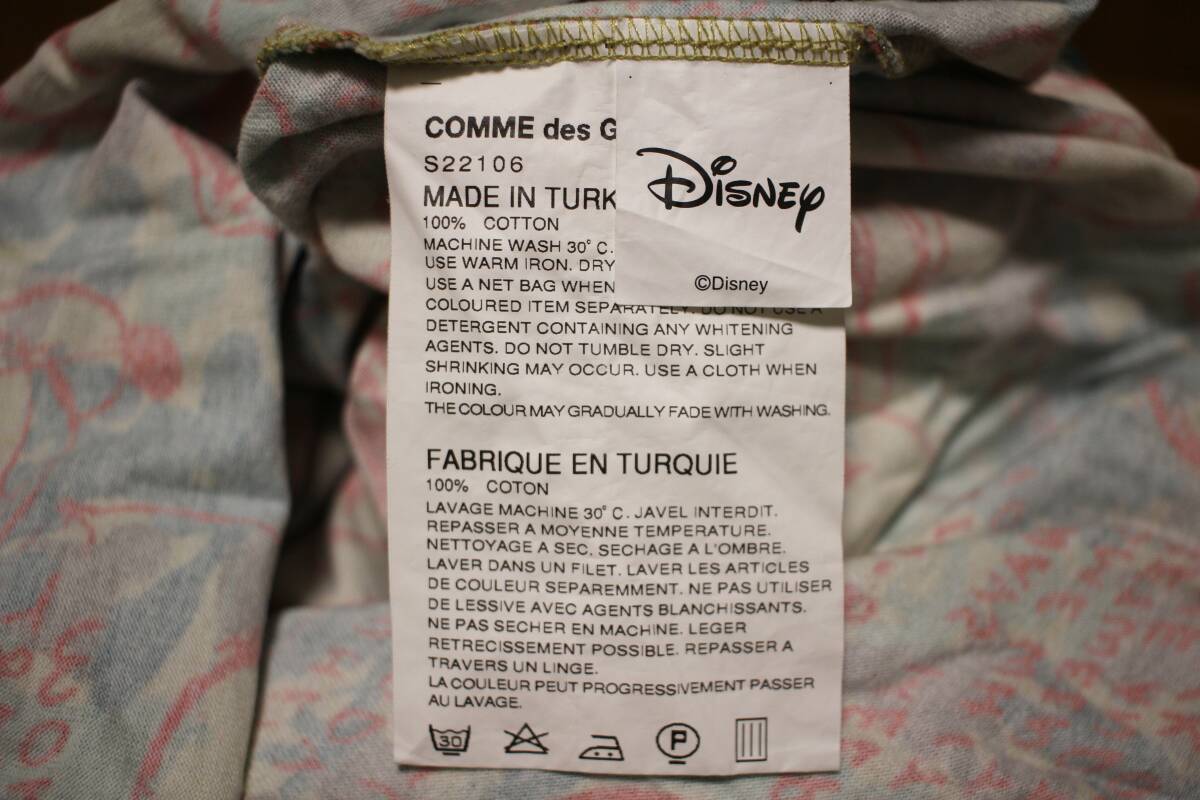 COMME des G
S22106
MADE IN TURK
100% COTTON
MACHINE WASH 30° C.
USE WARM IRON. DRY
USE A NET BAG WHEN
COLOURED ITEM SEPARATELY. DO NOT USE A
DETERGENT CONTAINING ANY WHITENING
AGENTS. DO NOT TUMBLE DRY. SLIGHT
SHRINKING MAY OCCUR. USE A CLOTH WHEN
IRONING.
THE COLOUR MAY GRADUALLY FADE WITH WASHING.
Disney
©Disney
FABRIQUE EN TURQUIE
100% COTON
LAVAGE MACHINE 30° C. JAVEL INTERDIT.
REPASSER A MOYENNE TEMPERATURE.
NETTOYAGE A SEC, SECHAGE A L'OMBRE.
LAVER DANS UN FILET. LAVER LES ARTICLES
DE COULEUR SEPAREMMENT. NE PAS UTILISER
DE LESSIVE AVEC AGENTS BLANCHISSANTS.
NE PAS SECHER EN MACHINE. LEGER
RETRECISSEMENT POSSIBLE. REPASSER A
TRAVERS UN LINGE.
LA COULEUR PEUT PROGRESSIVEMENT PASSER
AU LAVAGE.
30 P